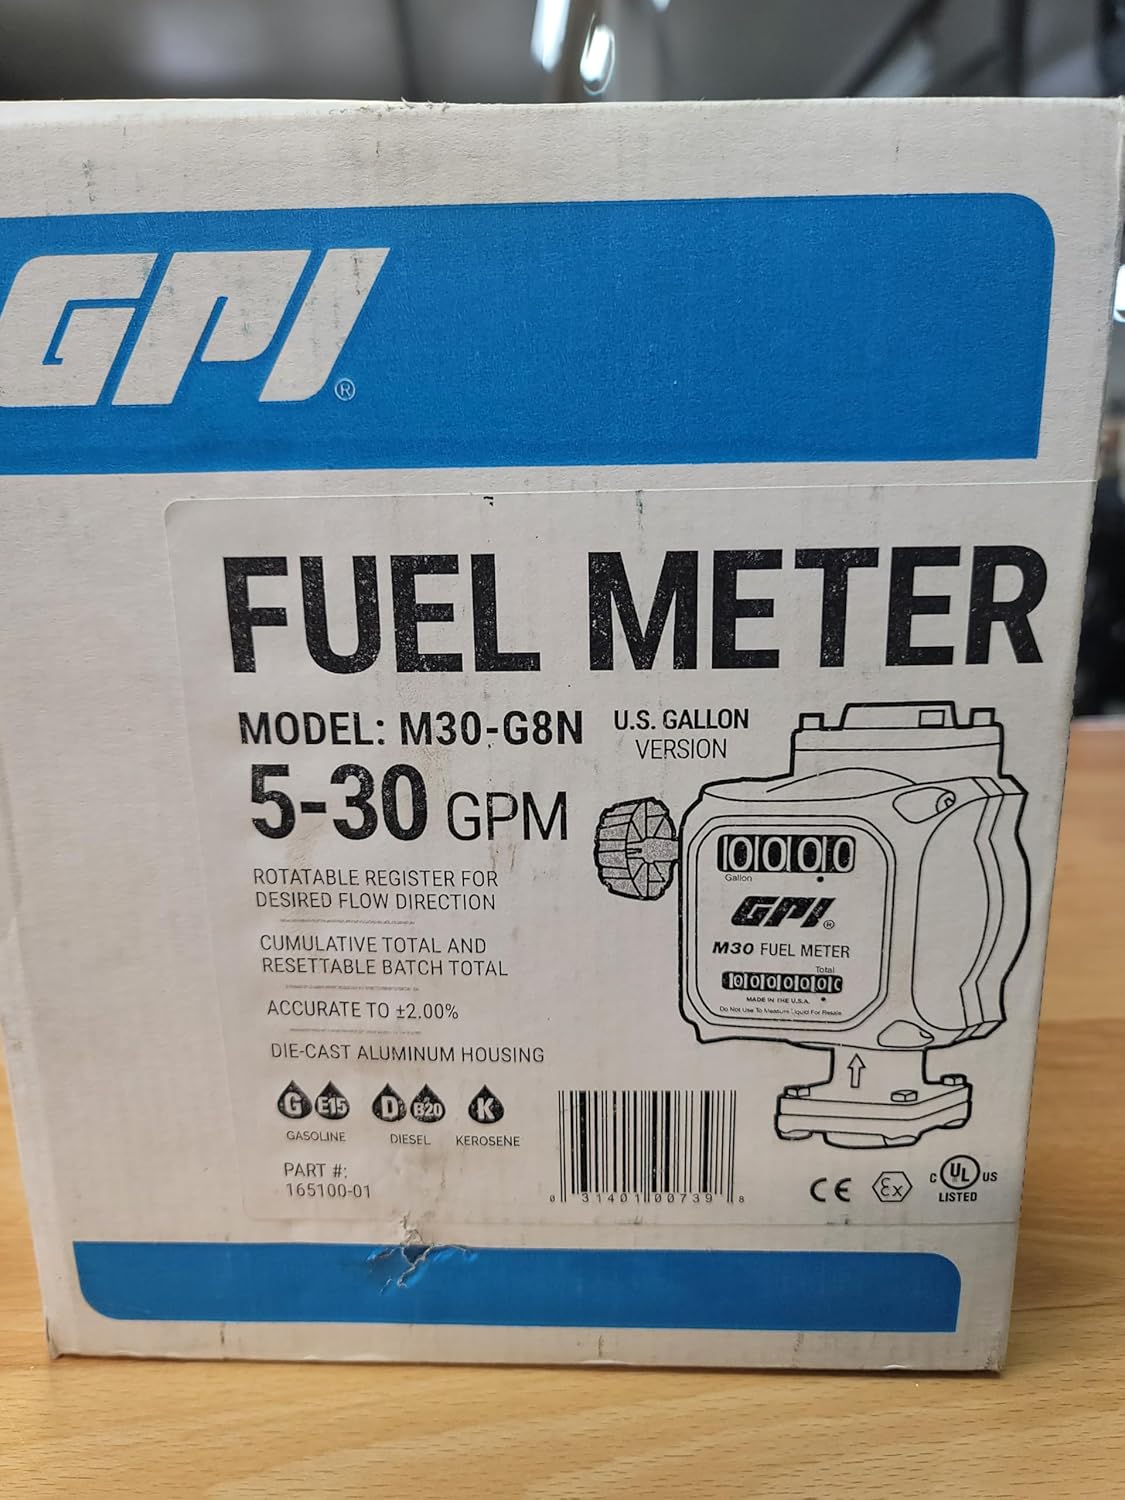 GPI®
FUEL METER
MODEL: M30-G8N
U.S. GALLON
VERSION
5-30 GPM
ROTATABLE REGISTER FOR
DESIRED FLOW DIRECTION
CUMULATIVE TOTAL AND
RESETTABLE BATCH TOTAL
ACCURATE TO ±2.00%
DIE-CAST ALUMINUM HOUSING
G E15 D B20 K
GASOLINE DIESEL KEROSENE
PART #:
165100-01
0 31401 00739 8
0000
Gallon
GPI®
M30 FUEL METER
Total
0000000
MADE IN THE U.S.A.
Do Not Use To Measure Liquid For Resale
CE Ex C UL US
LISTED